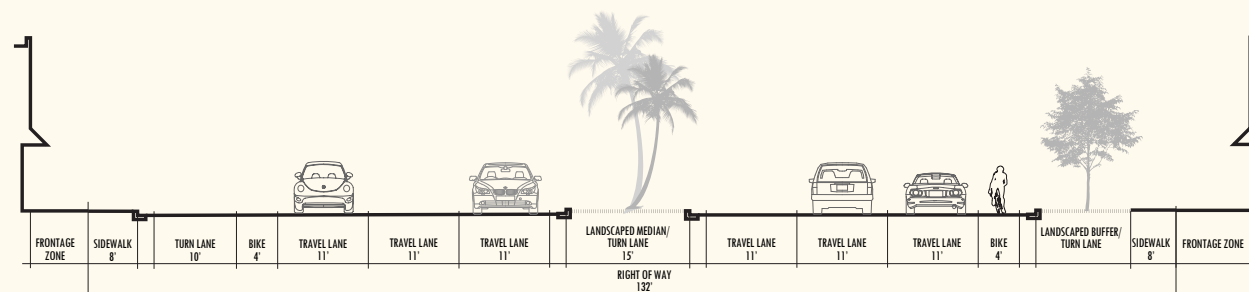 FRONTAGE
ZONE
SIDEWALK
8'
TURN LANE
10'
BIKE
4'
TRAVEL LANE
11'
TRAVEL LANE
11'
TRAVEL LANE
11'
LANDSCAPED MEDIAN/
TURN LANE
15'
TRAVEL LANE
11'
TRAVEL LANE
11'
TRAVEL LANE
11'
BIKE
4'
LANDSCAPED BUFFER/
TURN LANE
SIDEWALK
8'
FRONTAGE ZONE
RIGHT OF WAY
132'